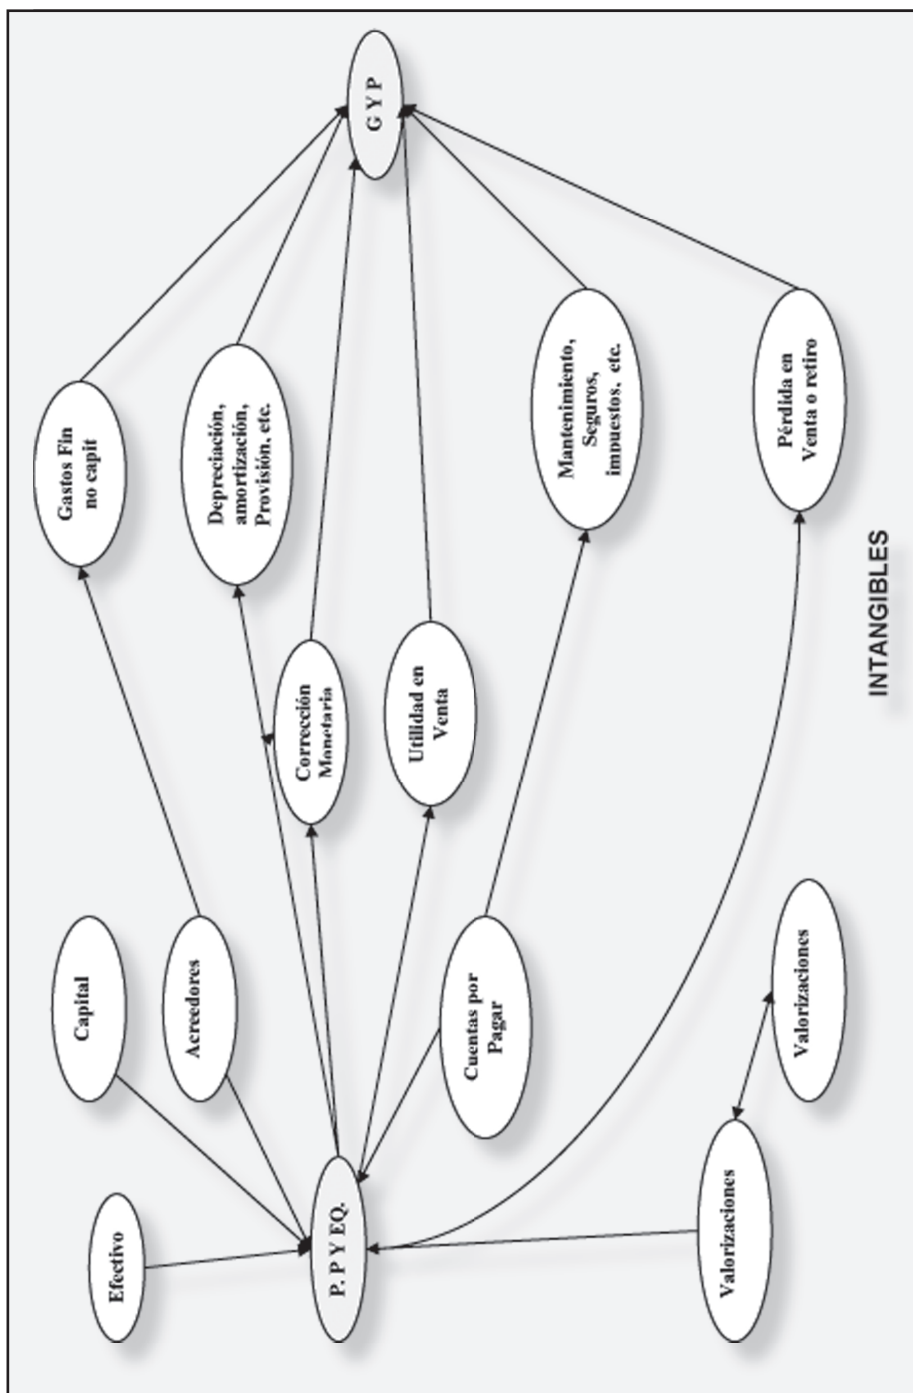 Efectivo
Capital
Acreedores
P. P Y EQ.
Cuentas por
Pagar
Valorizaciones
Valorizaciones
Gastos Fin
no capit
Depreciación,
amortización,
Provisión, etc.
Corrección
Monetaria
Utilidad en
Venta
Mantenimiento,
Seguros,
impuestos, etc.
Pérdida en
Venta o retiro
G Y P
INTANGIBLES